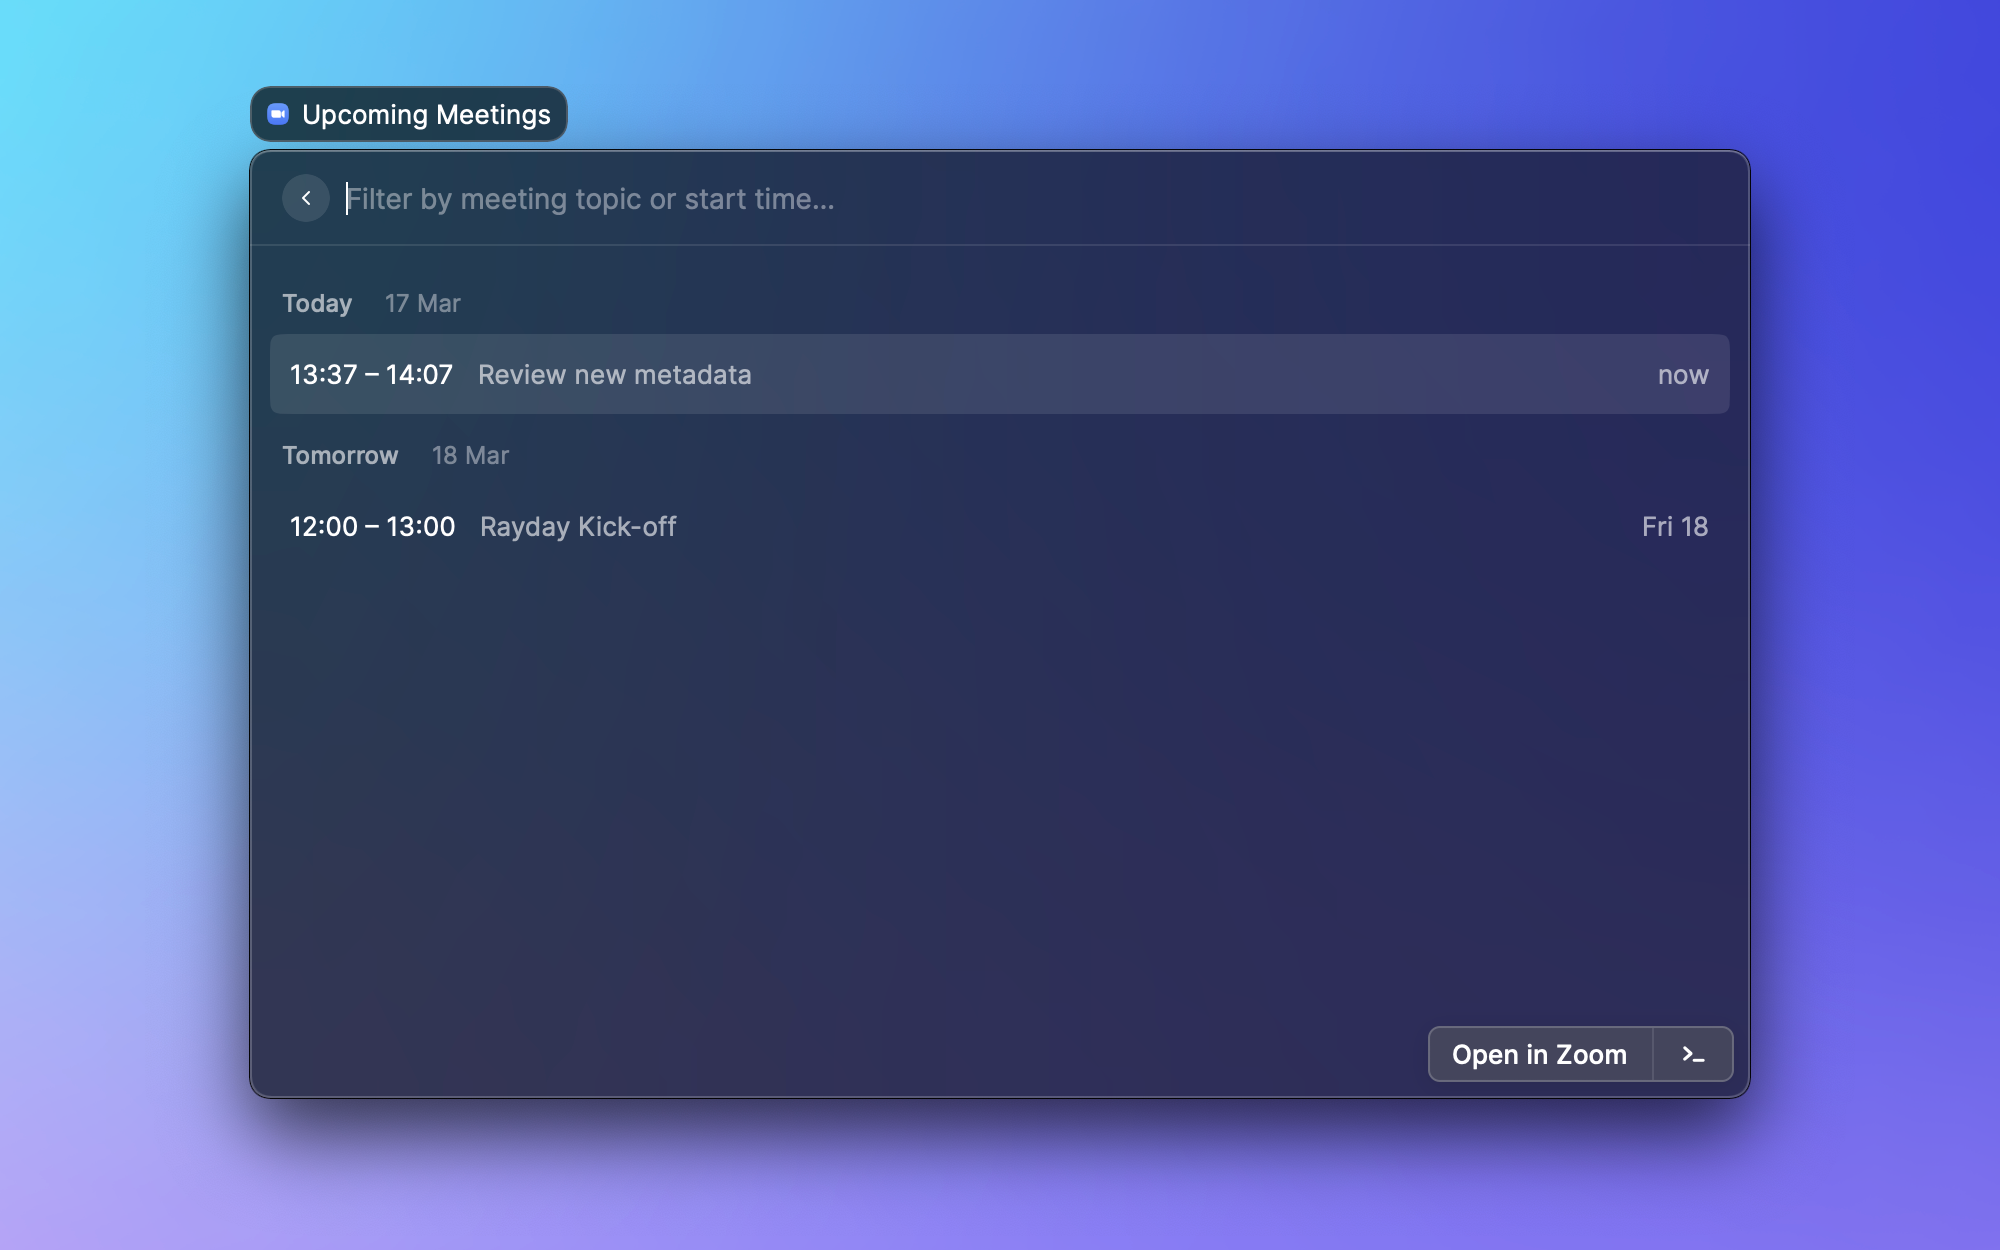 Upcoming Meetings
Filter by meeting topic or start time...
Today 17 Mar
13:37 – 14:07 Review new metadata now
Tomorrow 18 Mar
12:00 – 13:00 Rayday Kick-off Fri 18
Open in Zoom >_